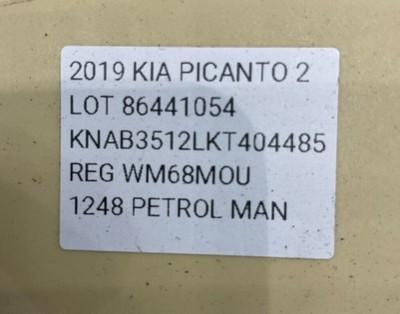 2019 KIA PICANTO 2
LOT 86441054
KNAB3512LKT404485
REG WM68MOU
1248 PETROL MAN